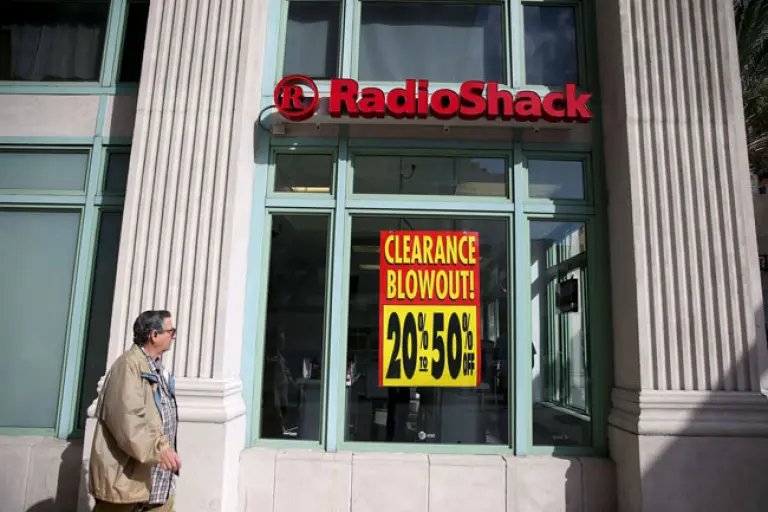 R RadioShack
CLEARANCE
BLOWOUT!
20% to 50% OFF